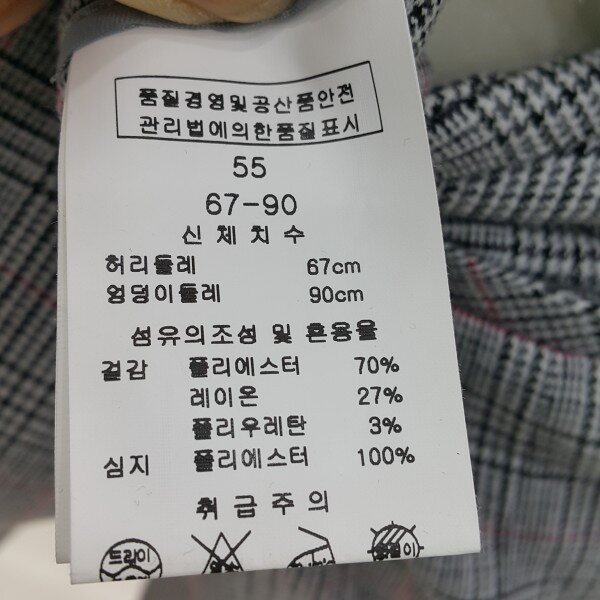 품질경영및공산품안전
관리법에의한품질표시
55
67-90
신체치수
허리둘레 67cm
엉덩이둘레 90cm
섬유의조성 및 혼용율
겉감 폴리에스터 70%
레이온 27%
폴리우레탄 3%
심지 폴리에스터 100%
취급주의
드라이